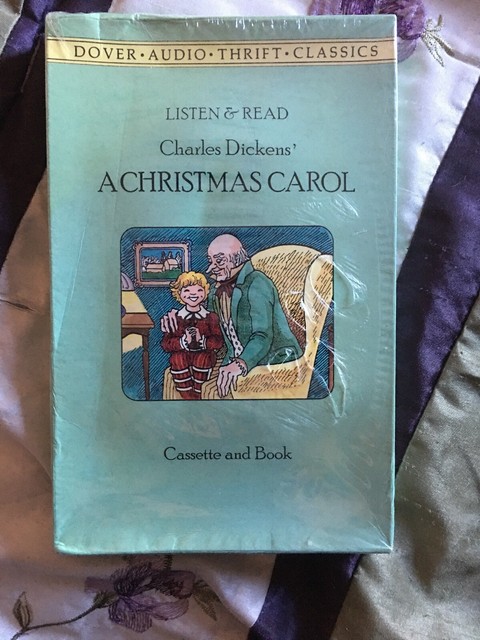 DOVER · AUDIO · THRIFT · CLASSICS
LISTEN & READ
Charles Dickens'
A CHRISTMAS CAROL
Cassette and Book